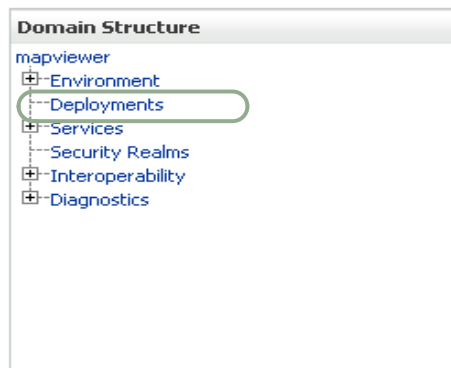 Domain Structure
mapviewer
Environment
Deployments
Services
Security Realms
Interoperability
Diagnostics